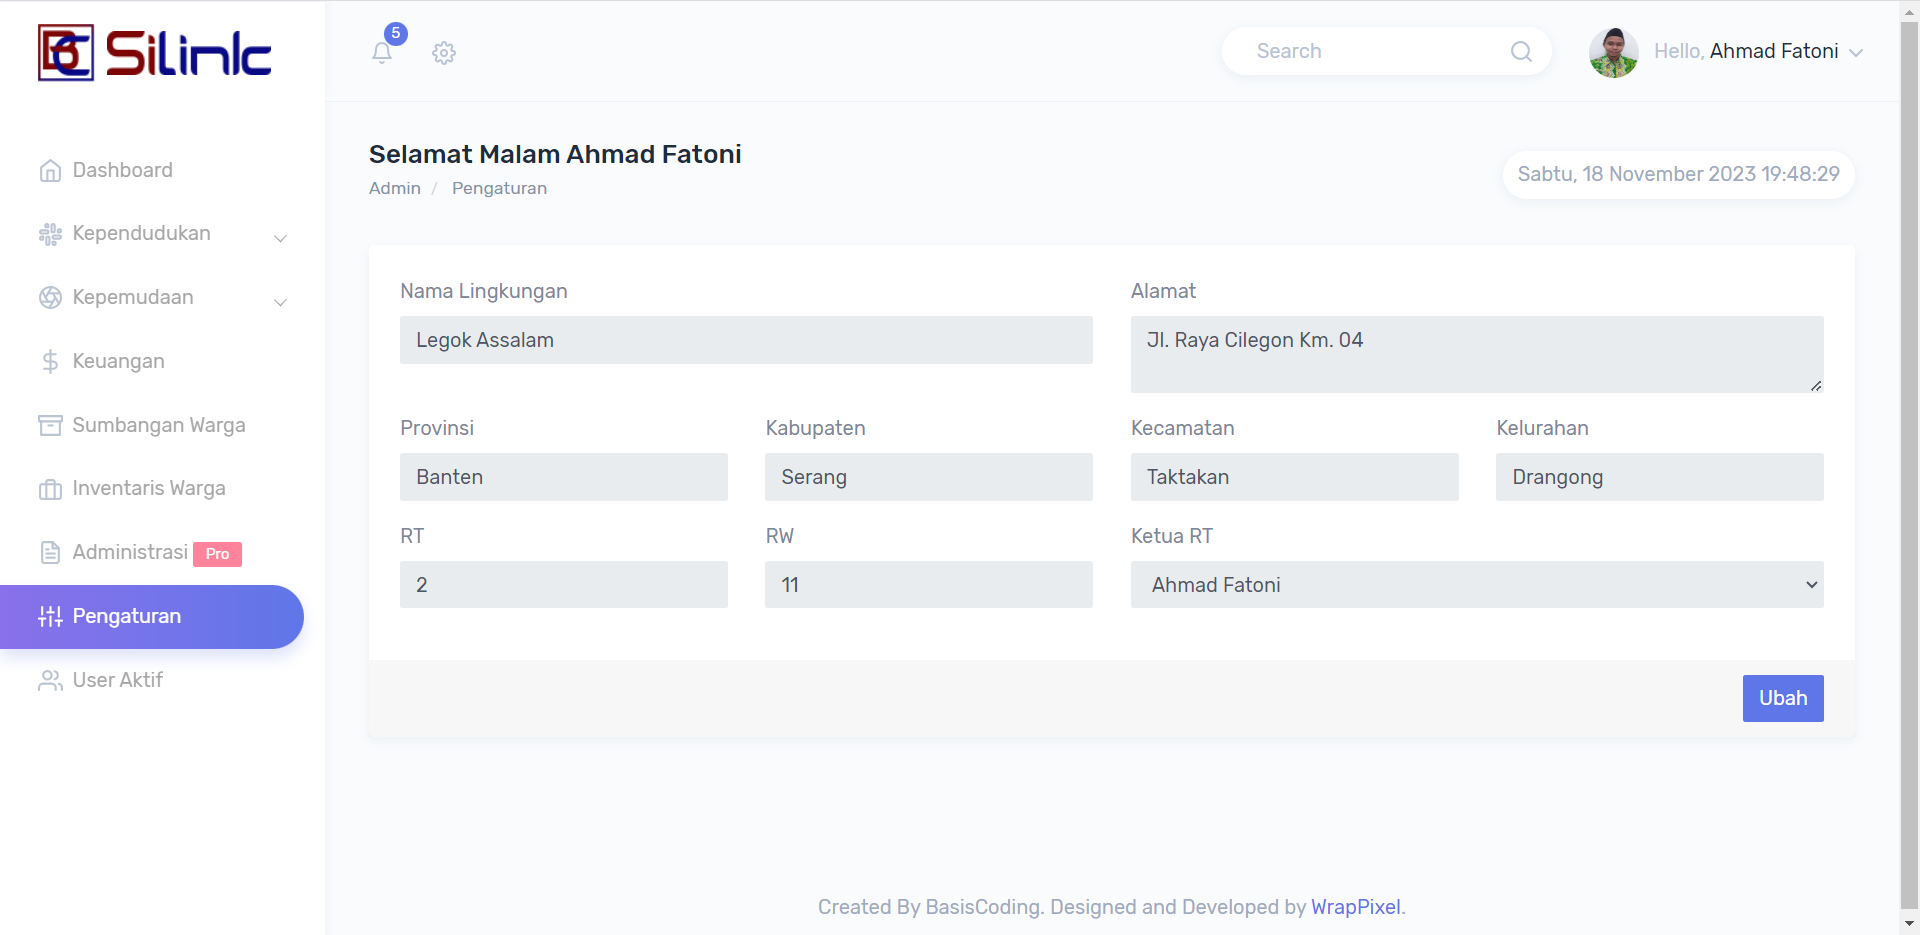 BC SiLinK
5
Search
Hello, Ahmad Fatoni
Dashboard
Kependudukan
Kepemudaan
Keuangan
Sumbangan Warga
Inventaris Warga
Administrasi Pro
Pengaturan
User Aktif
Selamat Malam Ahmad Fatoni
Admin / Pengaturan
Sabtu, 18 November 2023 19:48:29
Nama Lingkungan
Legok Assalam
Alamat
Jl. Raya Cilegon Km. 04
Provinsi Kabupaten Kecamatan Kelurahan
Banten Serang Taktakan Drangong
RT RW Ketua RT
2 11 Ahmad Fatoni
Ubah
Created By BasisCoding. Designed and Developed by WrapPixel.